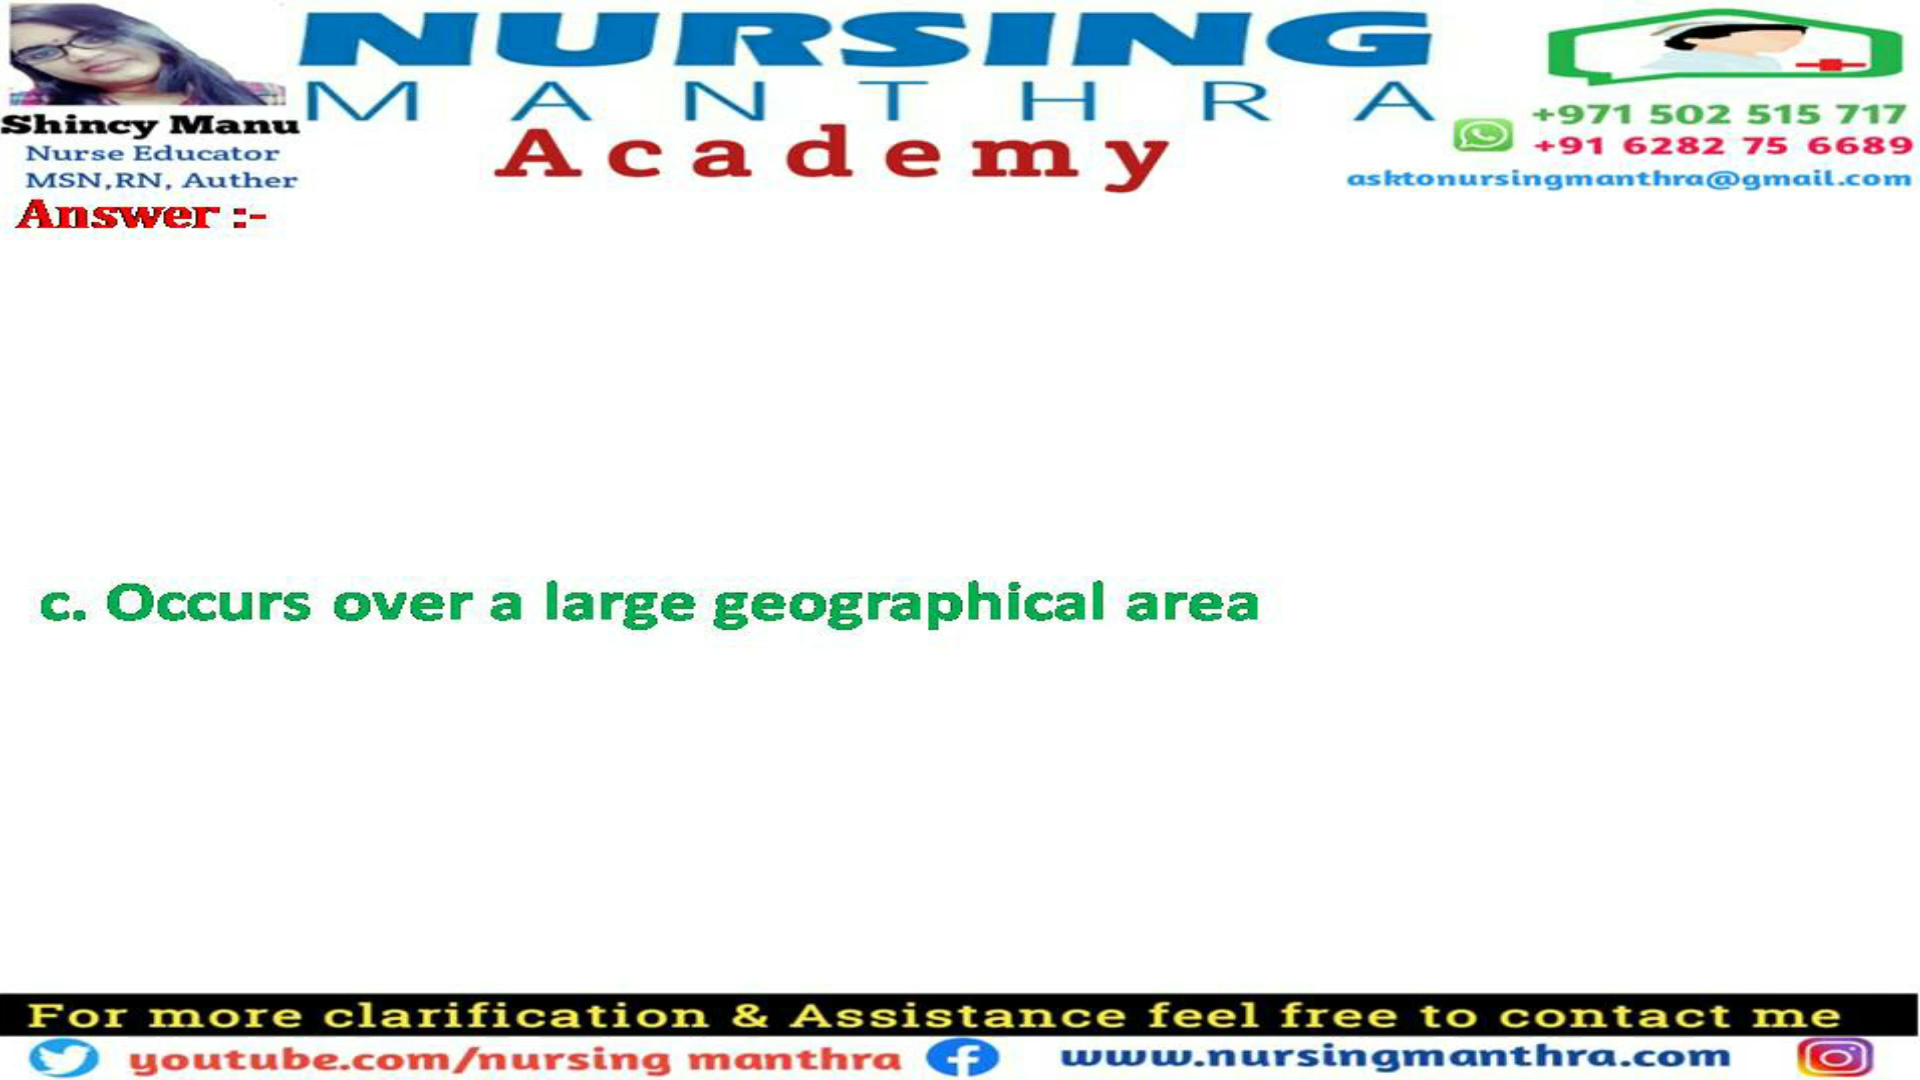 NURSING
MANTHRA
Academy
Shincy Manu
Nurse Educator
MSN,RN, Auther
+971 502 515 717
+91 6282 75 6689
asktonursingmanthra@gmail.com
Answer :-
c. Occurs over a large geographical area
For more clarification & Assistance feel free to contact me
youtube.com/nursing manthra
www.nursingmanthra.com